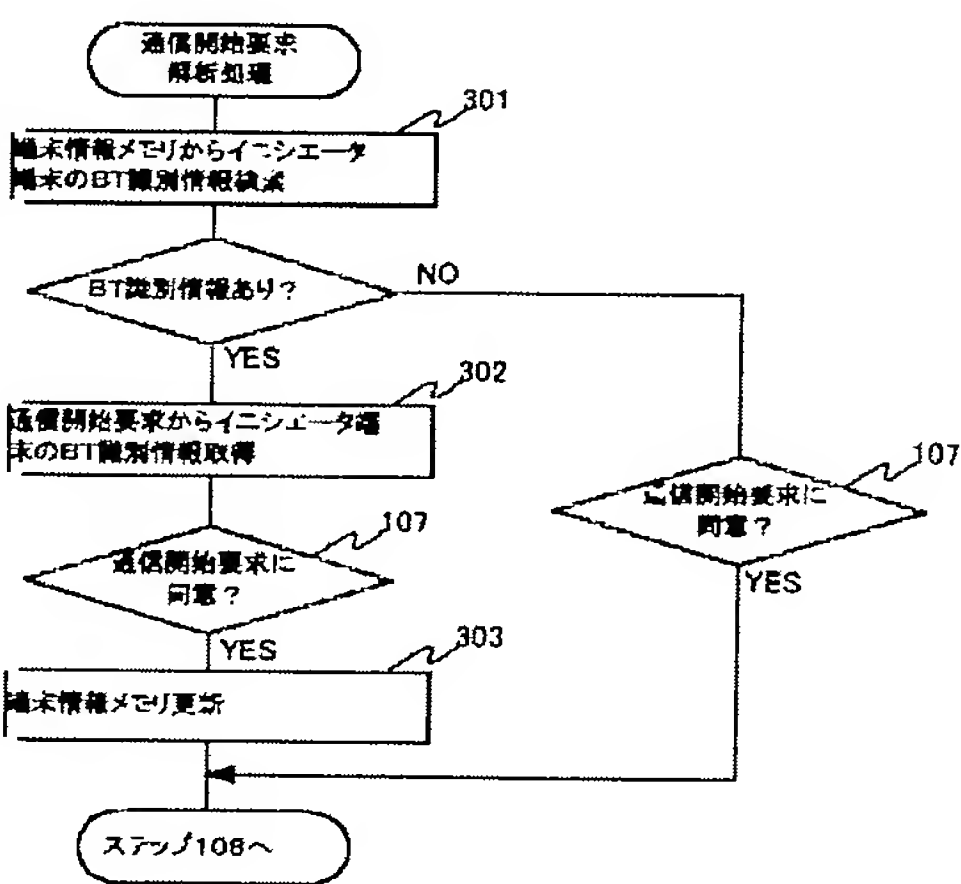 通信開始要求
解析処理
301
端末情報メモリからイニシエータ
端末のBT識別情報検索
BT識別情報あり?
NO
YES
302
通信開始要求からイニシエータ端
末のBT識別情報取得
107
通信開始要求に
同意?
YES
107
通信開始要求に
同意?
YES
303
端末情報メモリ更新
ステップ108へ